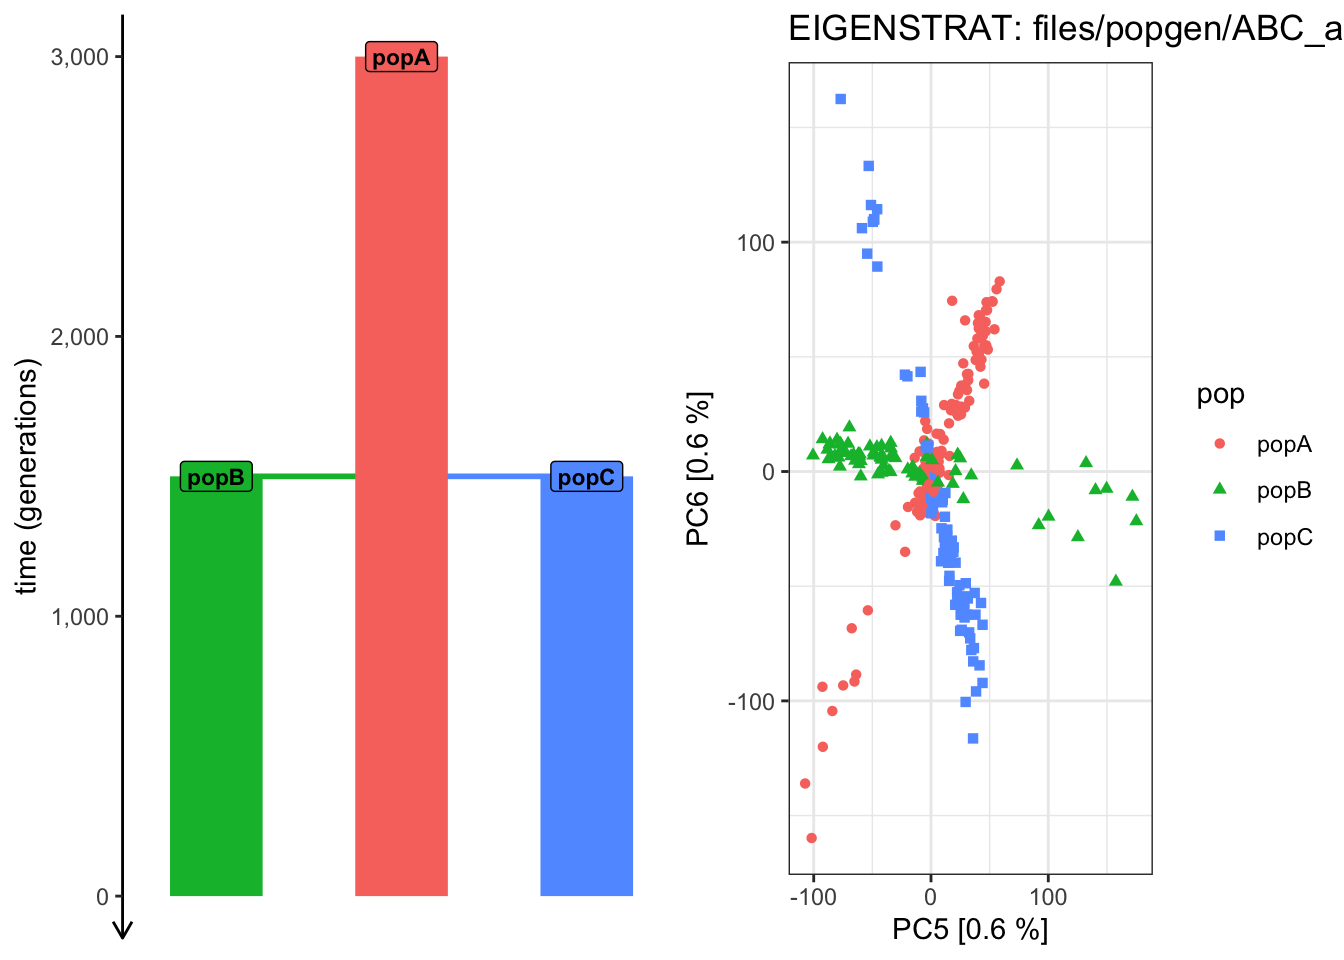 time (generations)
3,000
2,000
1,000
0
popA
popB
popC
EIGENSTRAT: files/popgen/ABC_a
PC6 [0.6 %]
100
0
-100
-100
0
100
PC5 [0.6 %]
pop
popA
popB
popC